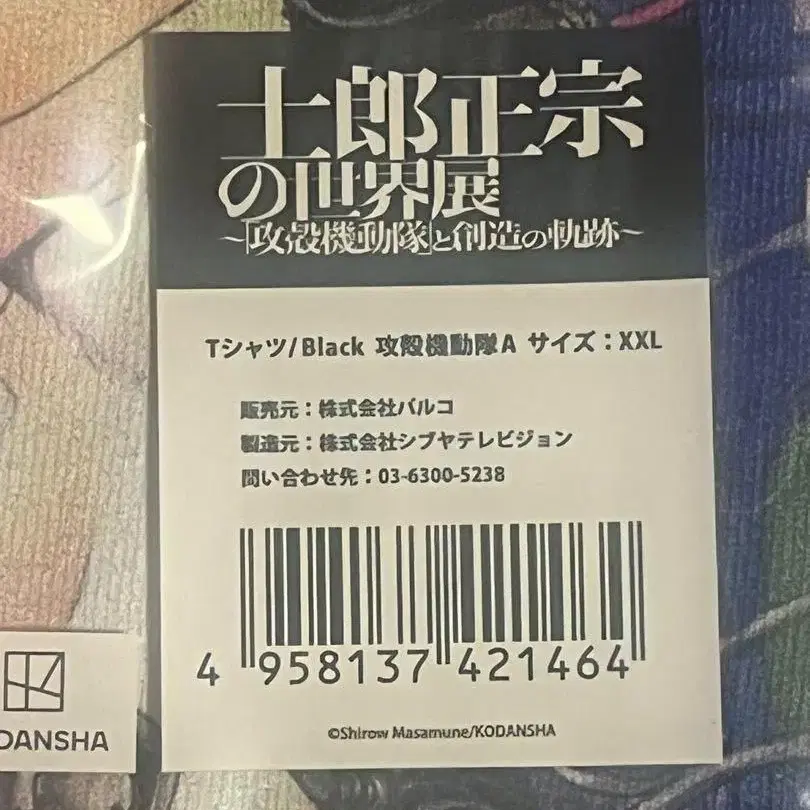 士郎正宗
の世界展
~「攻殻機動隊」と創造の軌跡~
Tシャツ/Black 攻殻機動隊A サイズ：XXL
販売元：株式会社パルコ
製造元：株式会社シブヤテレビジョン
問い合わせ先：03-6300-5238
4 958137 421464
©Shirow Masamune/KODANSHA
DANSHA